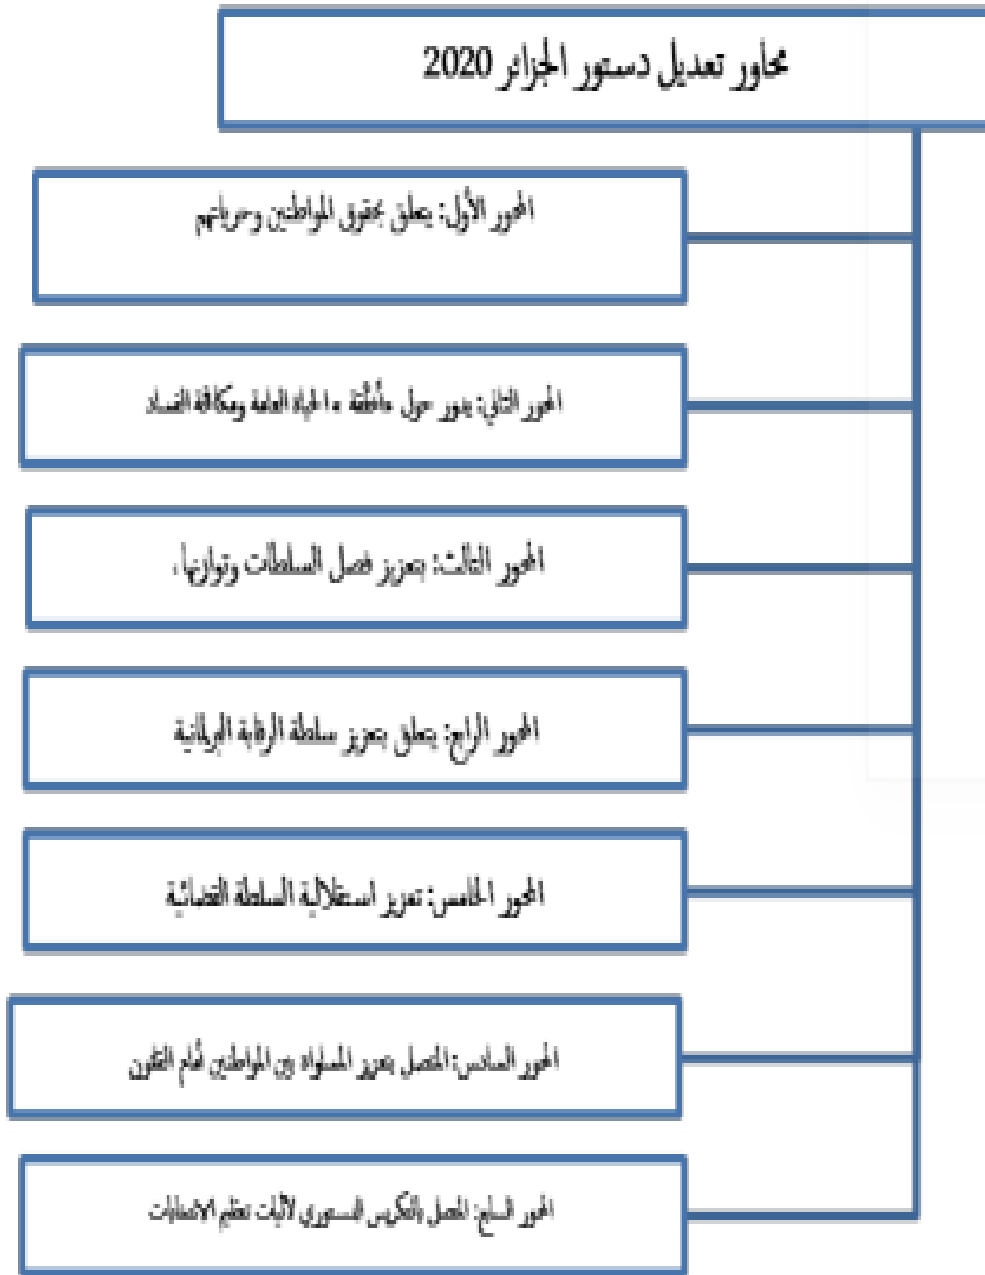 محاور تعديل دستور الجزائر 2020
المحور الأول: يتعلق بحقوق المواطنين وحرياتهم
المحور الثاني: يدور حول «أخلقة» الحياة العامة ومكافحة الفساد
المحور الثالث: بتعزيز فصل السلطات وتوازنها.
المحور الرابع: يتعلق بتعزيز سلطة الرقابة البرلمانية
المحور الخامس: تعزيز استقلالية السلطة القضائية
المحور السادس: المتصل بتعزيز المساواة بين المواطنين أمام القانون
المحور السابع: المتصل بالتكريس الدستوري لآليات تنظيم الانتخابات